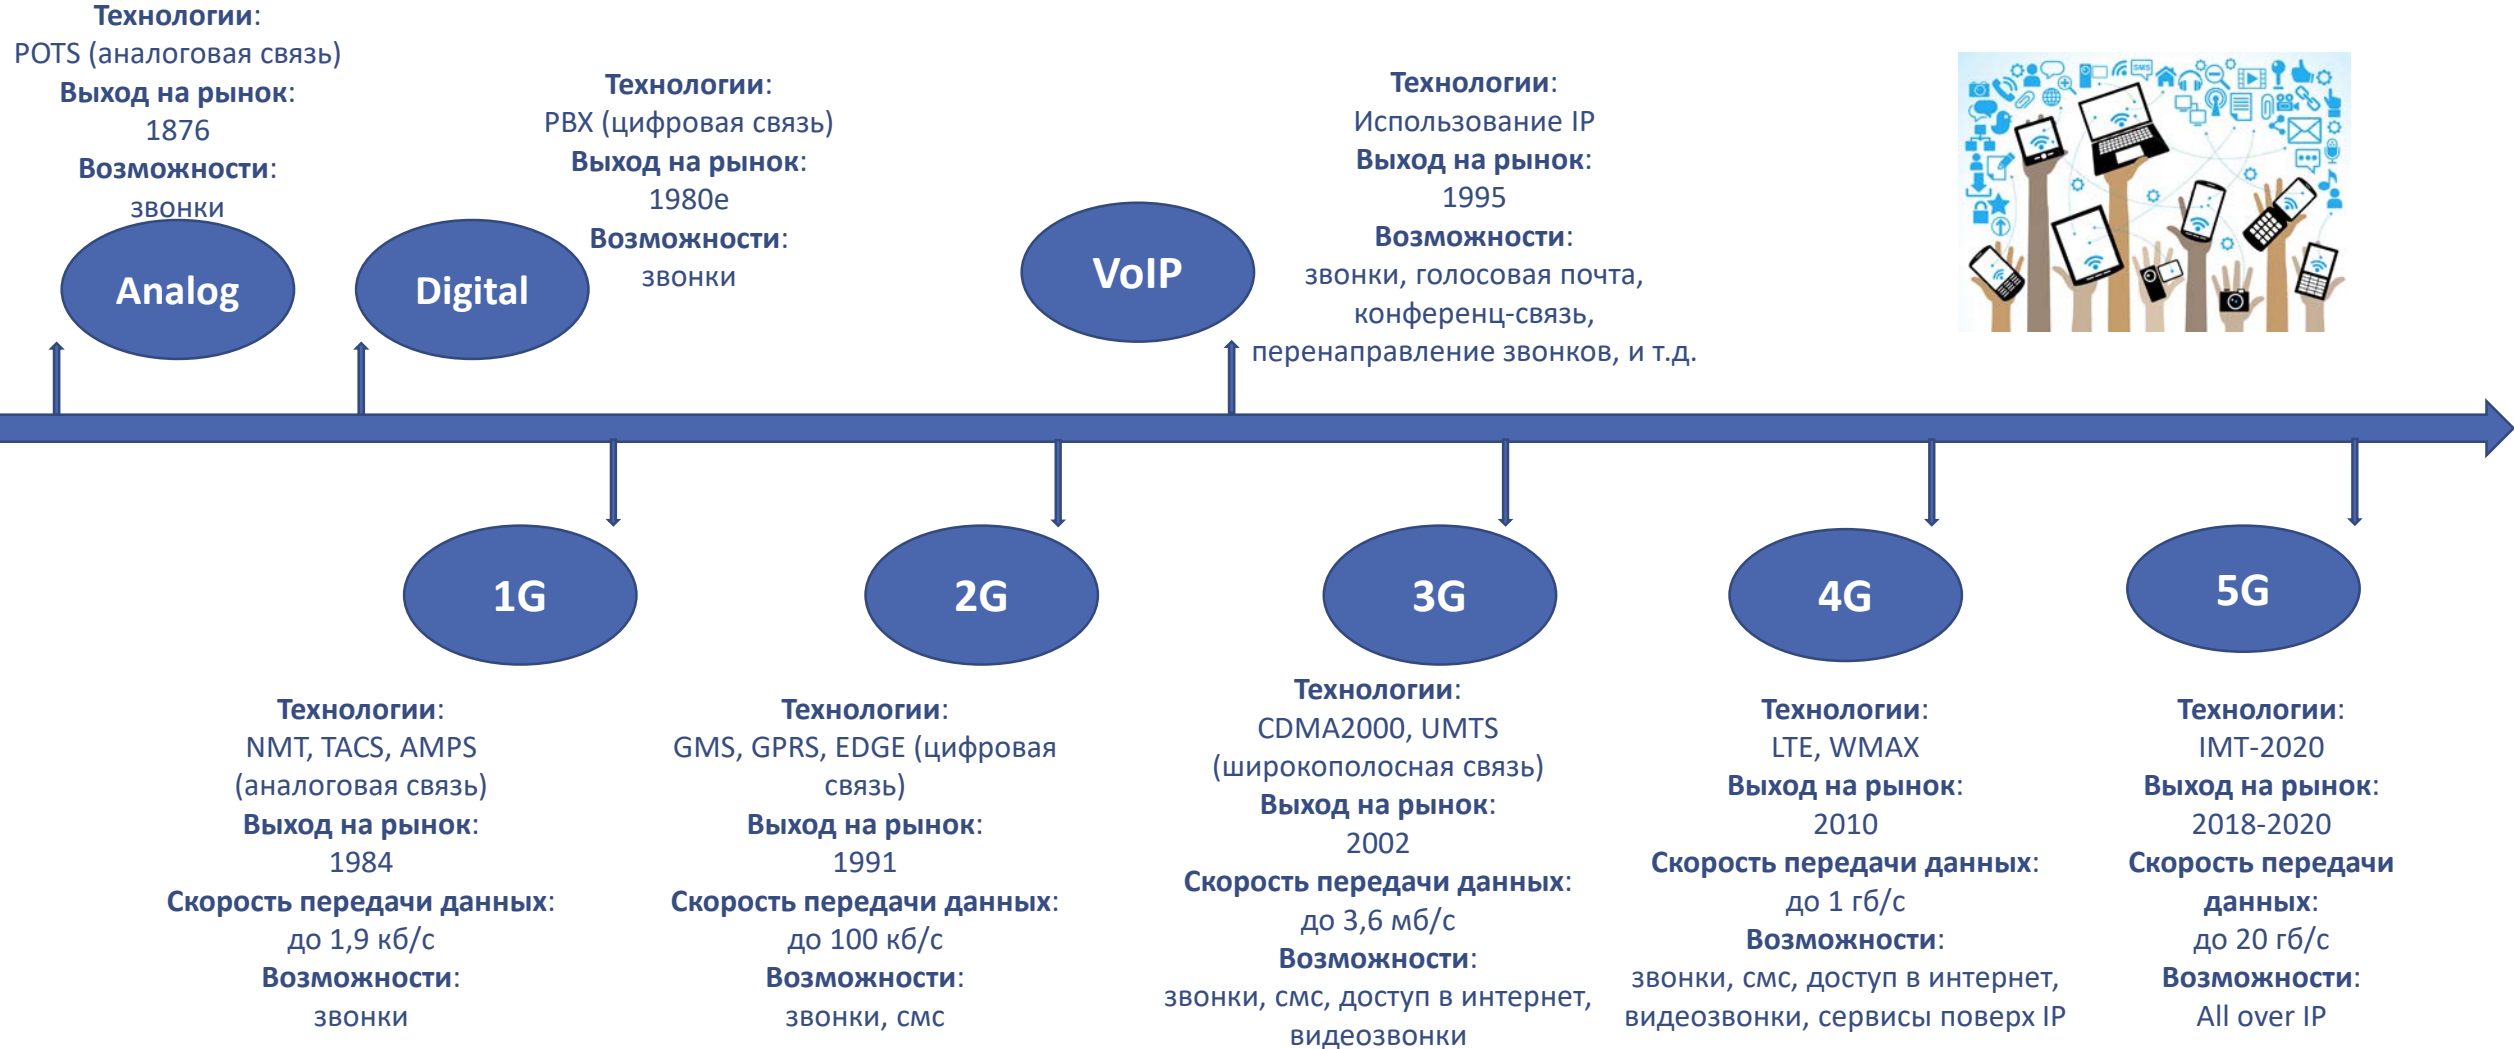 Технологии:
POTS (аналоговая связь)
Выход на рынок:
1876
Возможности:
звонки
Analog
Технологии:
PBX (цифровая связь)
Выход на рынок:
1980е
Возможности:
звонки
Digital
VoIP
Технологии:
Использование IP
Выход на рынок:
1995
Возможности:
звонки, голосовая почта,
конференц-связь,
перенаправление звонков, и т.д.
SMS
1G
Технологии:
NMT, TACS, AMPS
(аналоговая связь)
Выход на рынок:
1984
Скорость передачи данных:
до 1,9 кб/с
Возможности:
звонки
2G
Технологии:
GMS, GPRS, EDGE (цифровая
связь)
Выход на рынок:
1991
Скорость передачи данных:
до 100 кб/с
Возможности:
звонки, смс
3G
Технологии:
CDMA2000, UMTS
(широкополосная связь)
Выход на рынок:
2002
Скорость передачи данных:
до 3,6 мб/с
Возможности:
звонки, смс, доступ в интернет,
видеозвонки
4G
Технологии:
LTE, WMAX
Выход на рынок:
2010
Скорость передачи данных:
до 1 гб/с
Возможности:
звонки, смс, доступ в интернет,
видеозвонки, сервисы поверх IP
5G
Технологии:
IMT-2020
Выход на рынок:
2018-2020
Скорость передачи
данных:
до 20 гб/с
Возможности:
All over IP